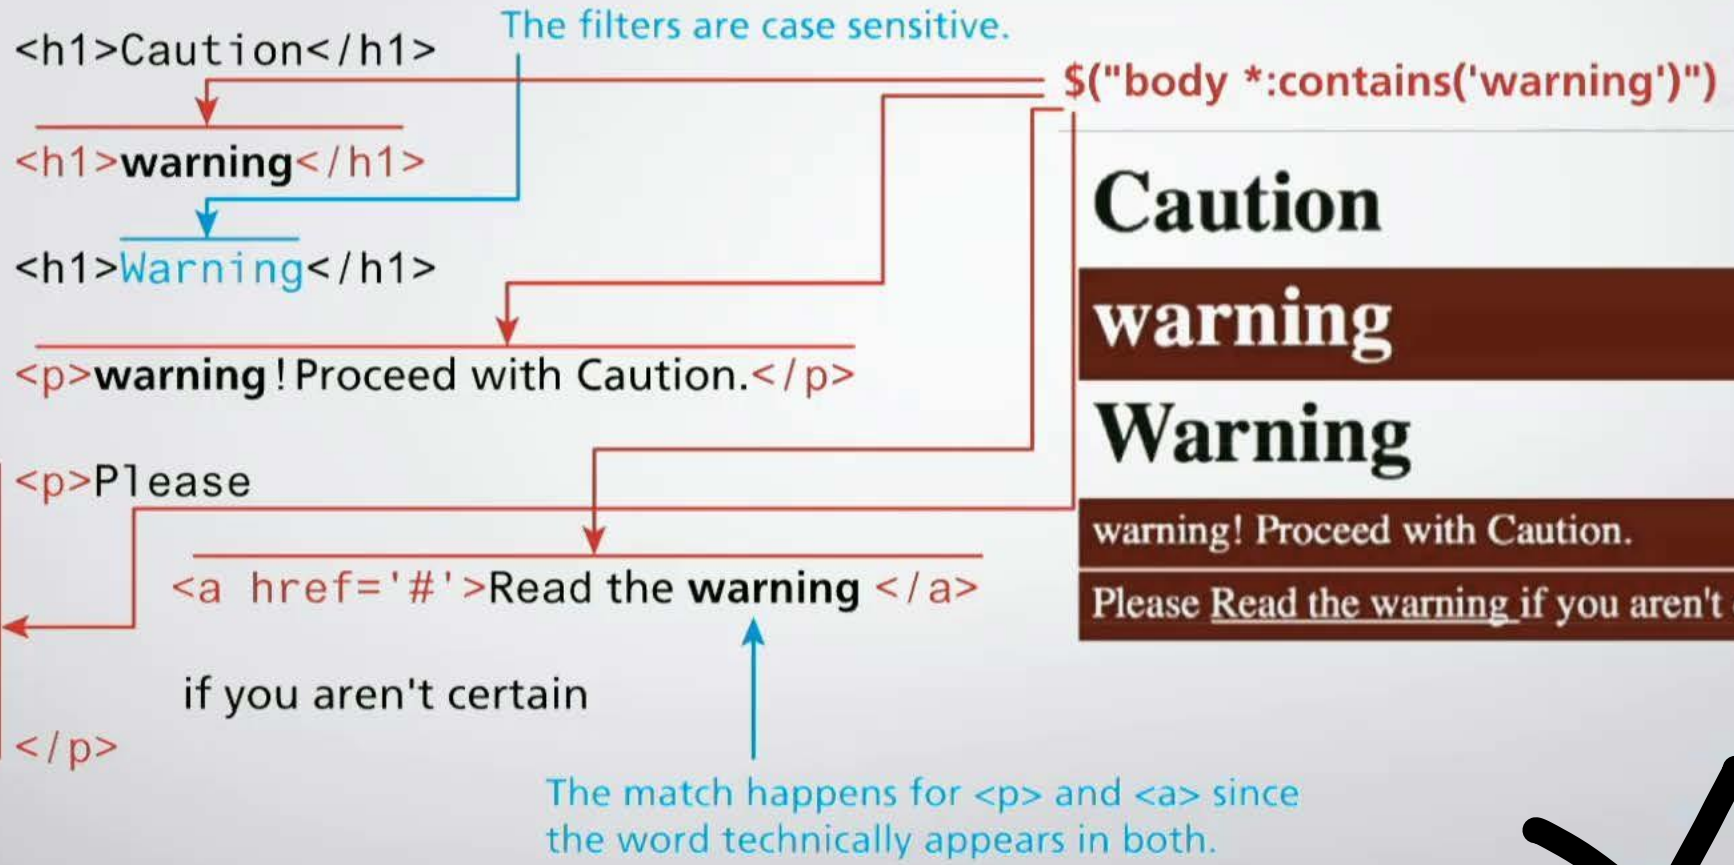 The filters are case sensitive.
<h1>Caution</h1>
<h1>warning</h1>
<h1>Warning</h1>
<p>warning!Proceed with Caution.</p>
<p>Please
<a href='#'>Read the warning </a>
if you aren't certain
</p>
The match happens for <p> and <a> since
the word technically appears in both.
$("body *:contains('warning')")
Caution
warning
Warning
warning! Proceed with Caution.
Please Read the warning if you aren't